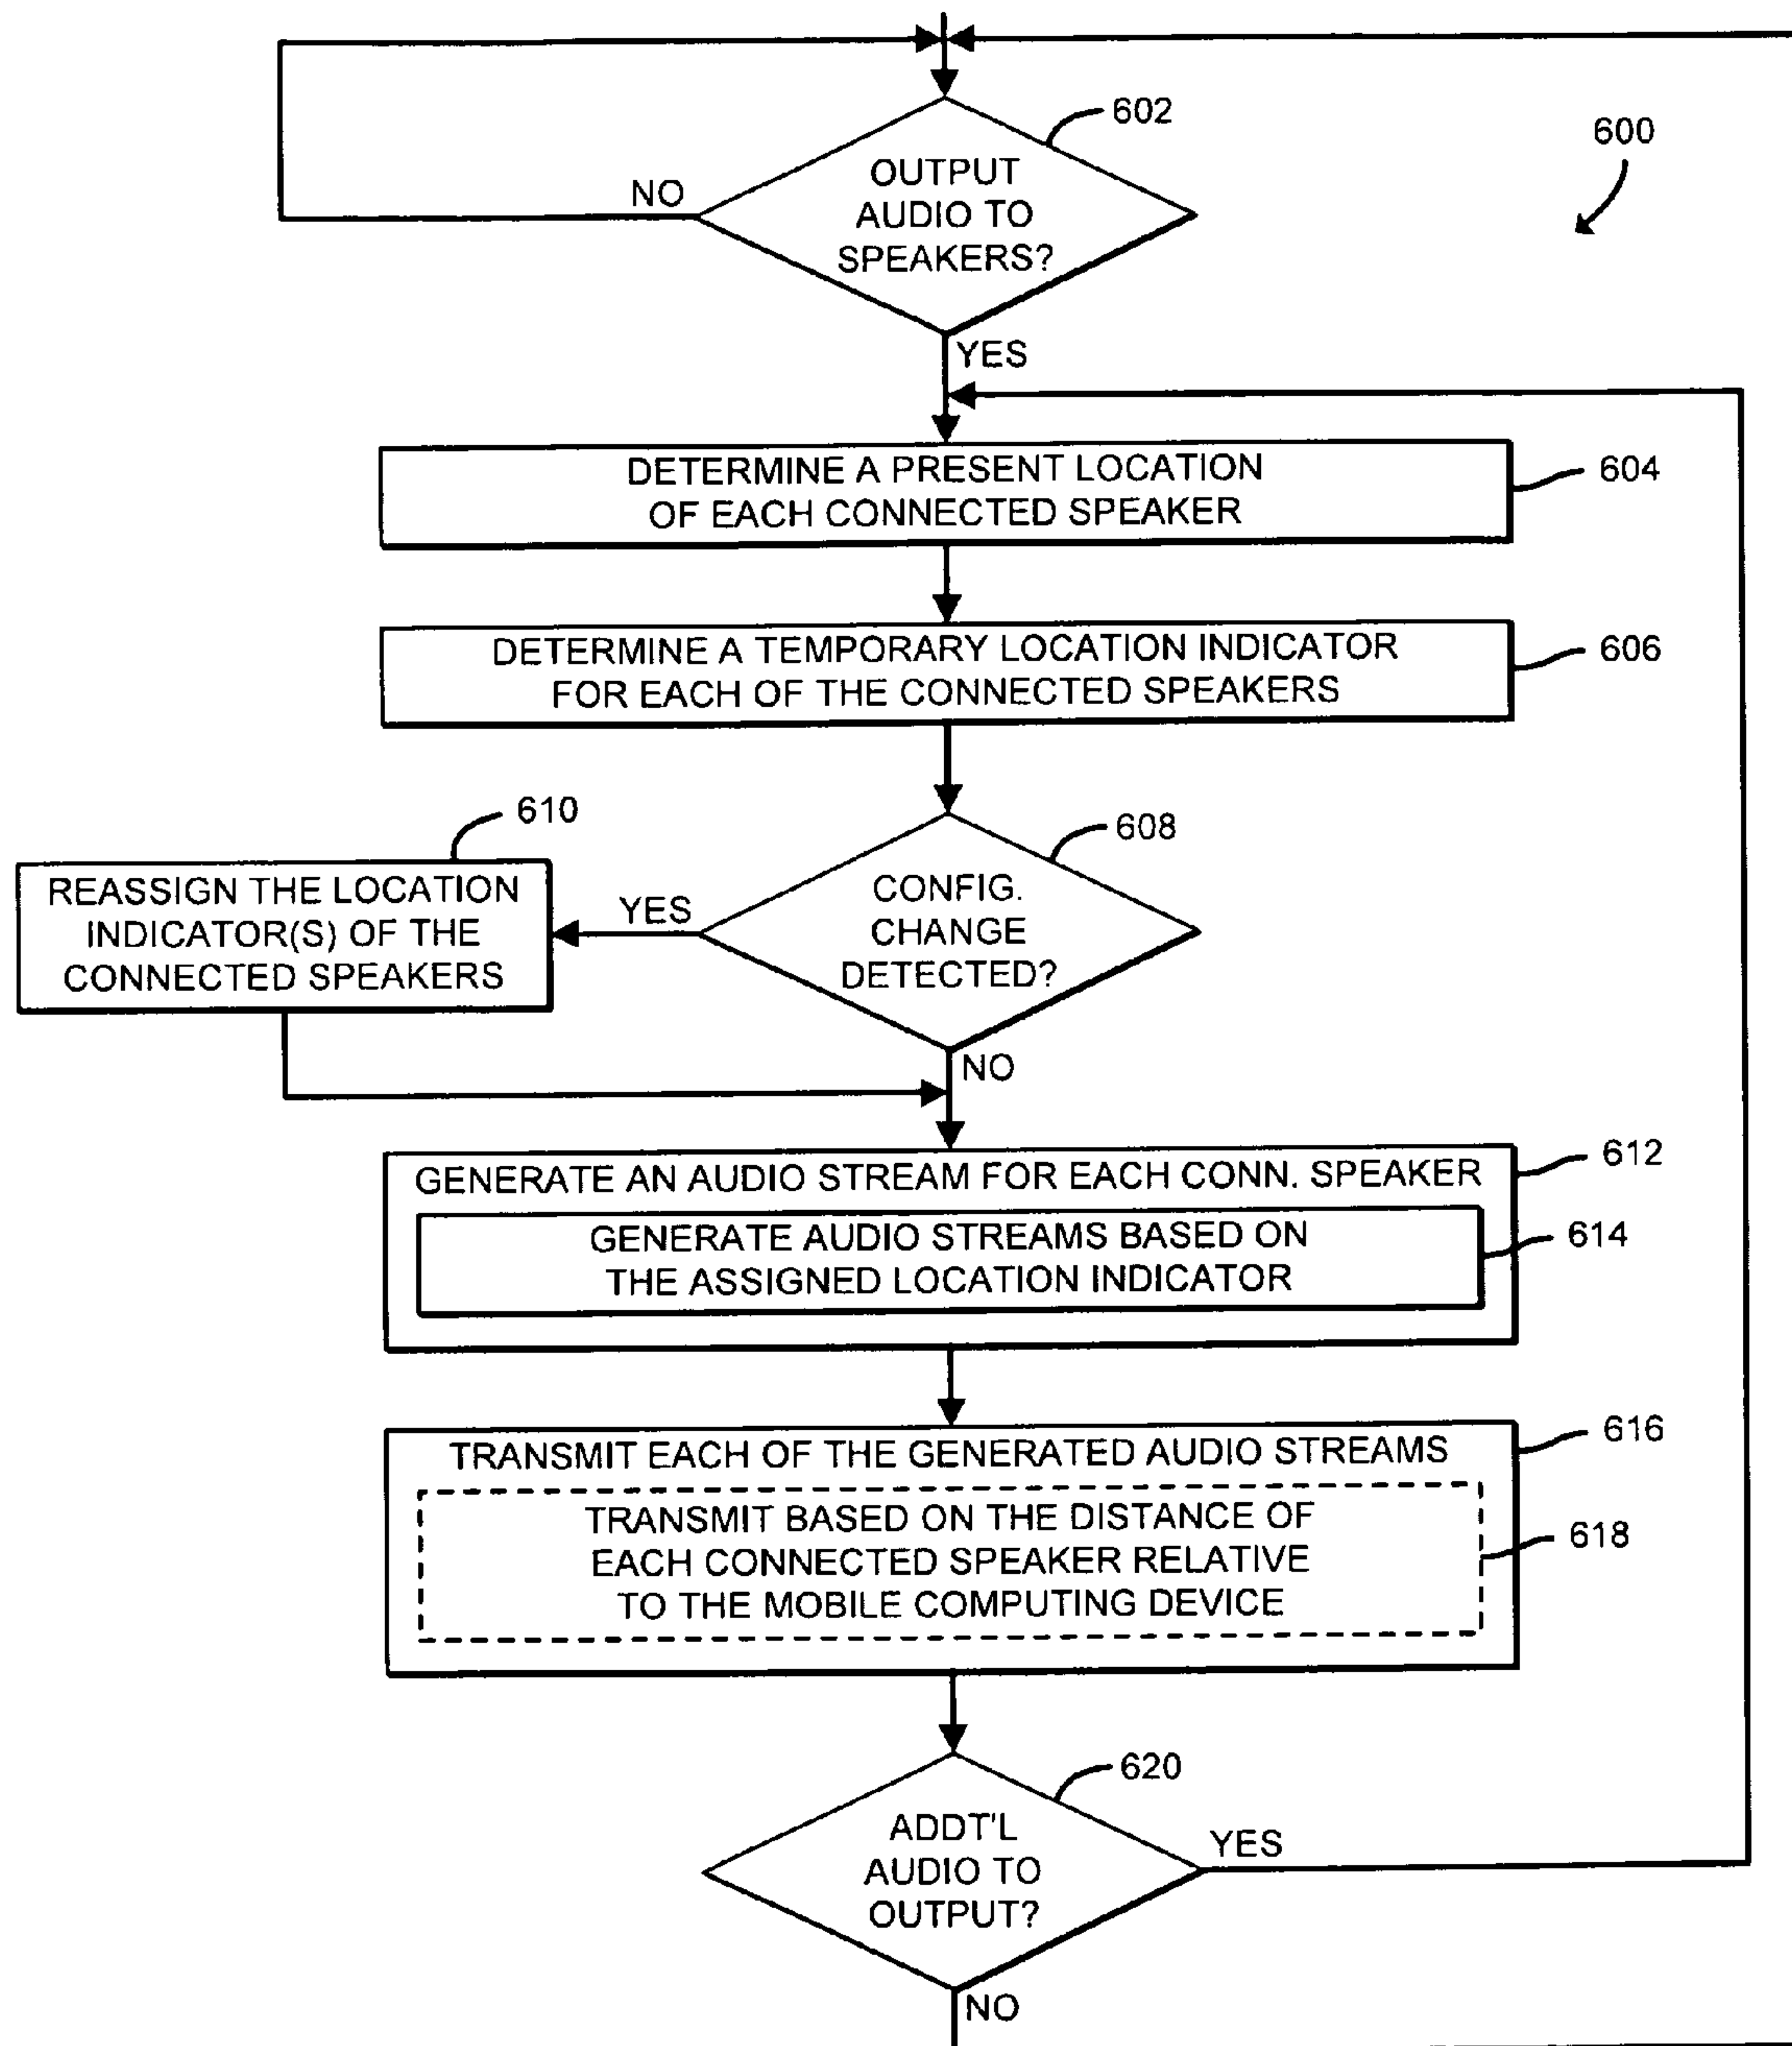 602
600
OUTPUT
AUDIO TO
SPEAKERS?
NO
YES
DETERMINE A PRESENT LOCATION
OF EACH CONNECTED SPEAKER
604
DETERMINE A TEMPORARY LOCATION INDICATOR
FOR EACH OF THE CONNECTED SPEAKERS
606
610
608
REASSIGN THE LOCATION
INDICATOR(S) OF THE
CONNECTED SPEAKERS
YES
CONFIG.
CHANGE
DETECTED?
NO
GENERATE AN AUDIO STREAM FOR EACH CONN. SPEAKER
612
GENERATE AUDIO STREAMS BASED ON
THE ASSIGNED LOCATION INDICATOR
614
TRANSMIT EACH OF THE GENERATED AUDIO STREAMS
616
TRANSMIT BASED ON THE DISTANCE OF
EACH CONNECTED SPEAKER RELATIVE
TO THE MOBILE COMPUTING DEVICE
618
620
ADDT'L
AUDIO TO
OUTPUT?
YES
NO